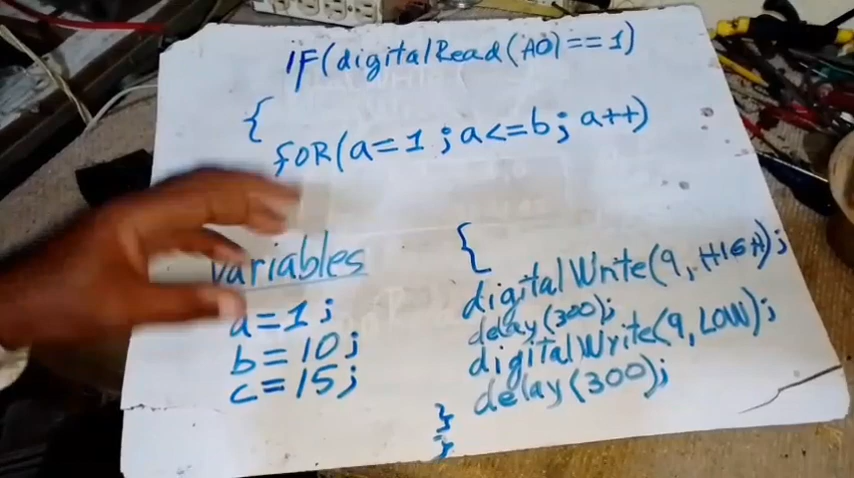 if(digitalRead(A0)==1)
{
for(a=1;a<=b;a++)
variables
a=1;
b=10;
c=15;
{
digitalWrite(9,HIGH);
delay(300);
digitalWrite(9,LOW);
delay(300);
}
}